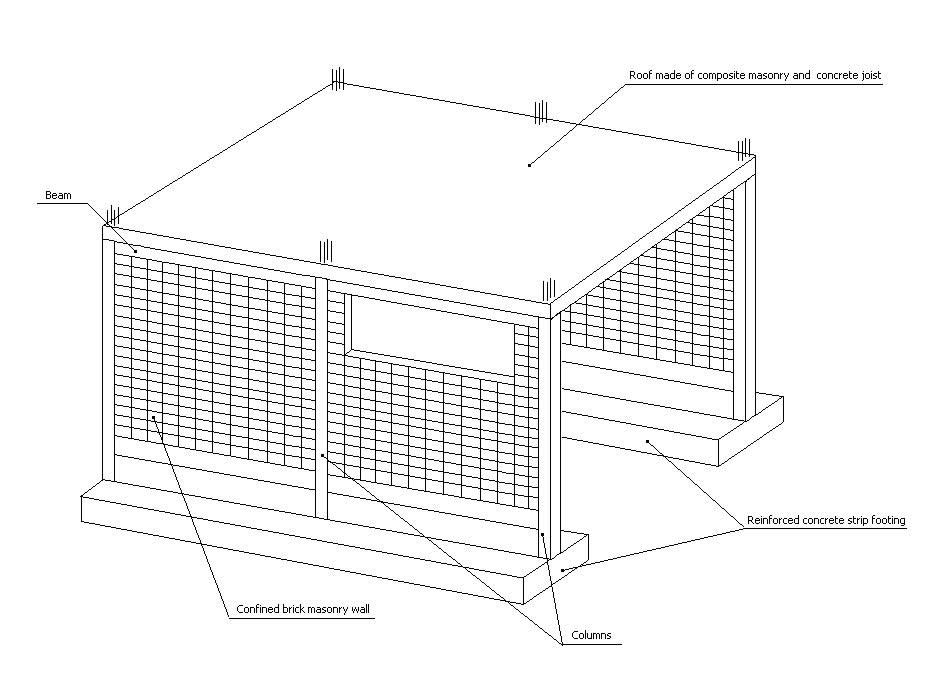 Roof made of composite masonry and concrete joist
Beam
Reinforced concrete strip footing
Confined brick masonry wall
Columns